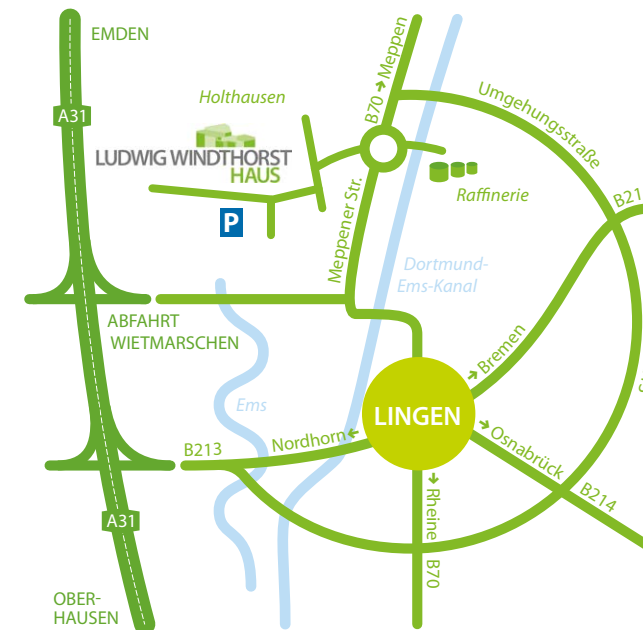 EMDEN
A31
Holthausen
LUDWIG WINDTHORST
HAUS
P
B70 → Meppen
Umgehungsstraße
Raffinerie
B21
Meppener Str.
Dortmund-
Ems-Kanal
ABFAHRT
WIETMARSCHEN
→ Bremen
LINGEN
Ems
B213
Nordhorn ←
→ Osnabrück
B214
→ Rheine
B70
A31
OBER-
HAUSEN